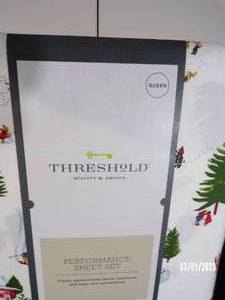 QUEEN
THRESHOLD
QUALITY & DESIGN
PERFORMANCE
SHEET SET
03/01/2023